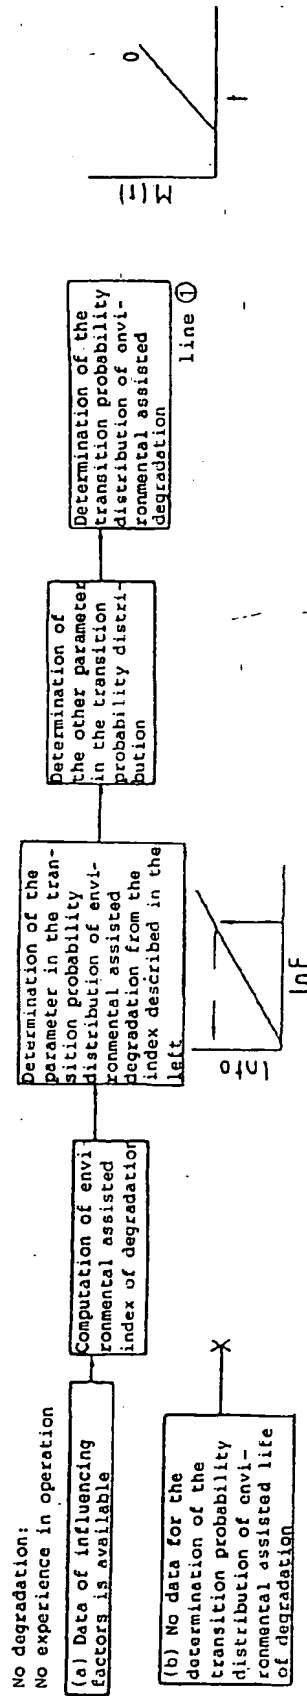 No degradation:
No experience in operation
(a) Data of influencing
factors is available
Computation of envi-
ronmental assisted
index of degradation
Determination of the
parameter in the tran-
sition probability
distribution of envi-
ronmental assisted
degradation from the
index described in the
left
Determination of
the other parameter
in the transition
probability distri-
bution
Determination of the
transition probability
distribution of envi-
ronmental assisted
degradation
line ①
M(t)
0
t
lnto
lnF
(b) No data for the
determination of the
transition probability
distribution of envi-
ronmental assisted life
of degradation